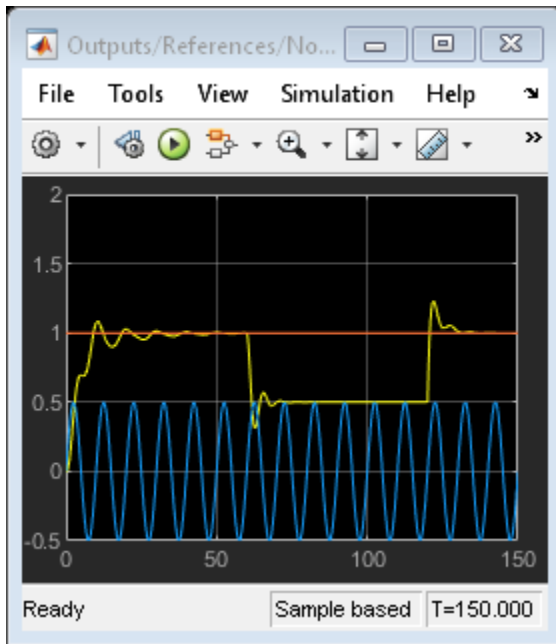 Outputs/References/No...
File Tools View Simulation Help
2
1.5
1
0.5
0
-0.5
0 50 100 150
Ready Sample based T=150.000